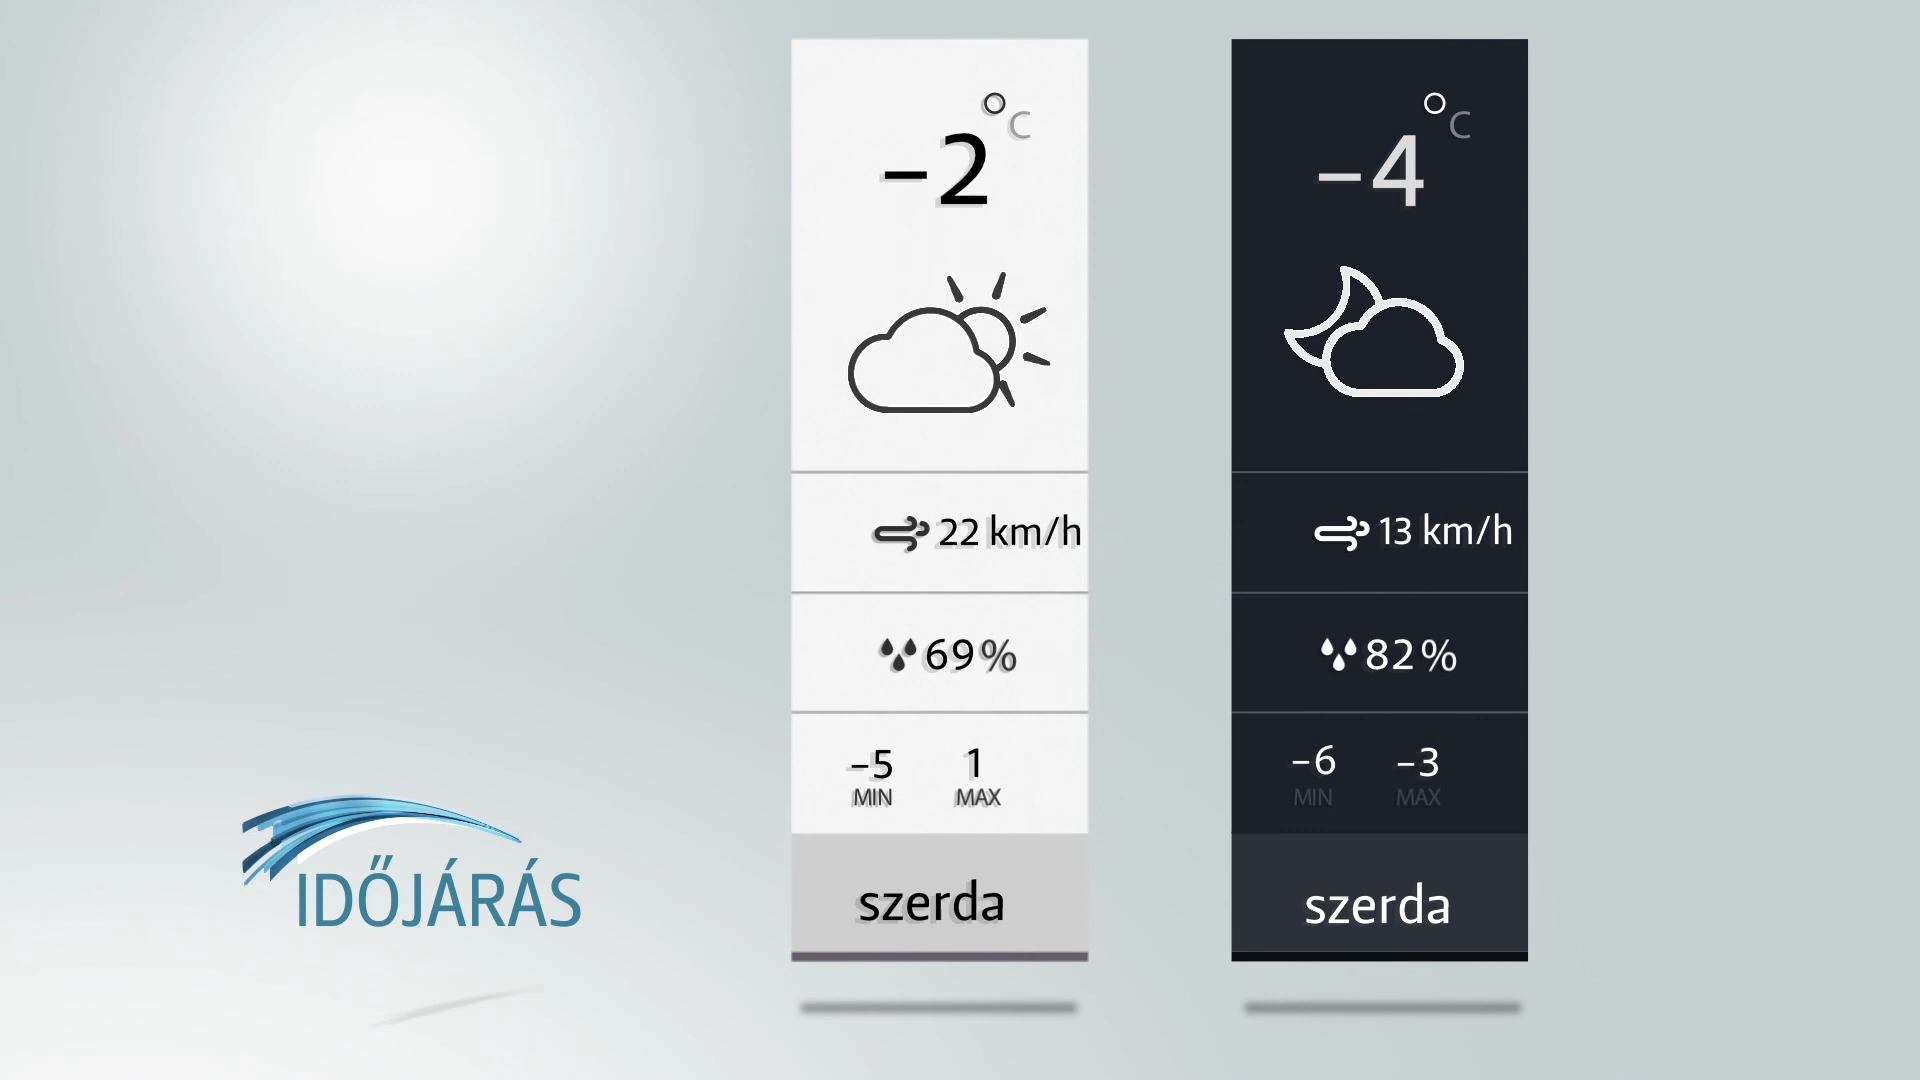 °C
−2
22 km/h
69%
−5 1
MIN MAX
szerda
°C
−4
13 km/h
82%
−6 −3
MIN MAX
szerda
IDŐJÁRÁS